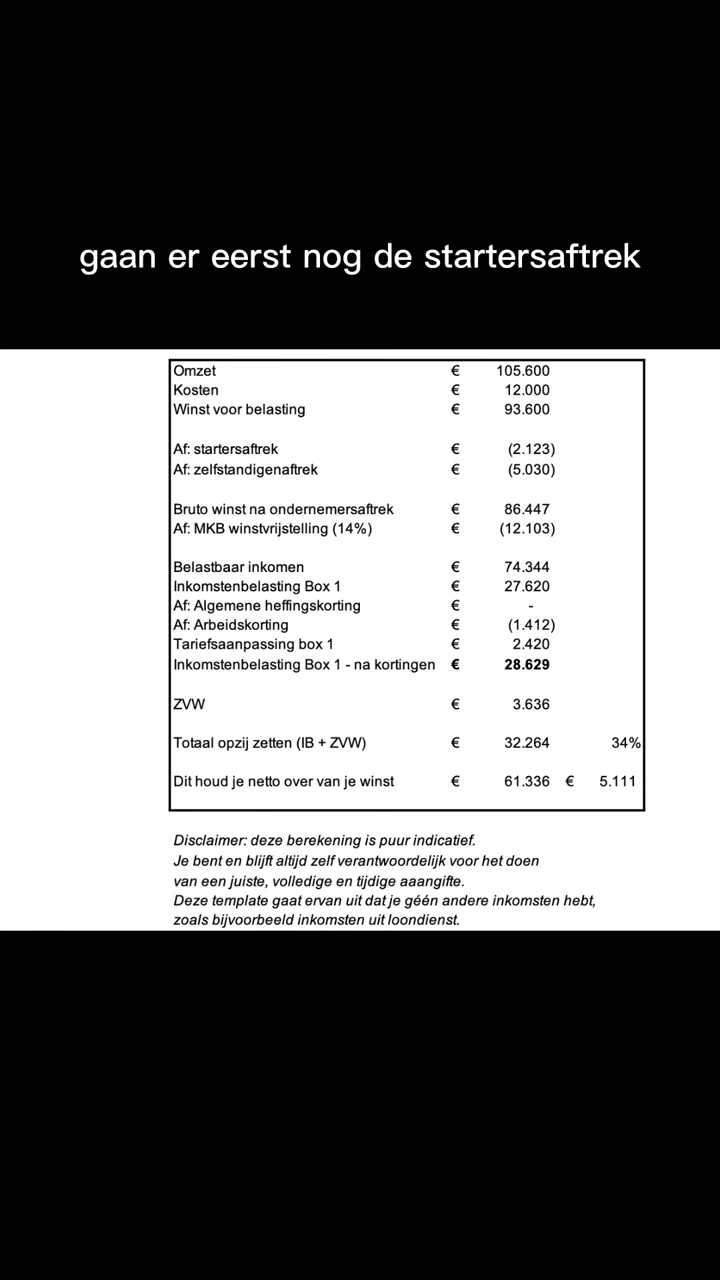 gaan er eerst nog de startersaftrek
Omzet € 105.600
Kosten € 12.000
Winst voor belasting € 93.600
Af: startersaftrek € (2.123)
Af: zelfstandigenaftrek € (5.030)
Bruto winst na ondernemersaftrek € 86.447
Af: MKB winstvrijstelling (14%) € (12.103)
Belastbaar inkomen € 74.344
Inkomstenbelasting Box 1 € 27.620
Af: Algemene heffingskorting € -
Af: Arbeidskorting € (1.412)
Tariefsaanpassing box 1 € 2.420
Inkomstenbelasting Box 1 - na kortingen € 28.629
ZVW € 3.636
Totaal opzij zetten (IB + ZVW) € 32.264 34%
Dit houd je netto over van je winst € 61.336 € 5.111
Disclaimer: deze berekening is puur indicatief.
Je bent en blijft altijd zelf verantwoordelijk voor het doen
van een juiste, volledige en tijdige aaangifte.
Deze template gaat ervan uit dat je géén andere inkomsten hebt,
zoals bijvoorbeeld inkomsten uit loondienst.